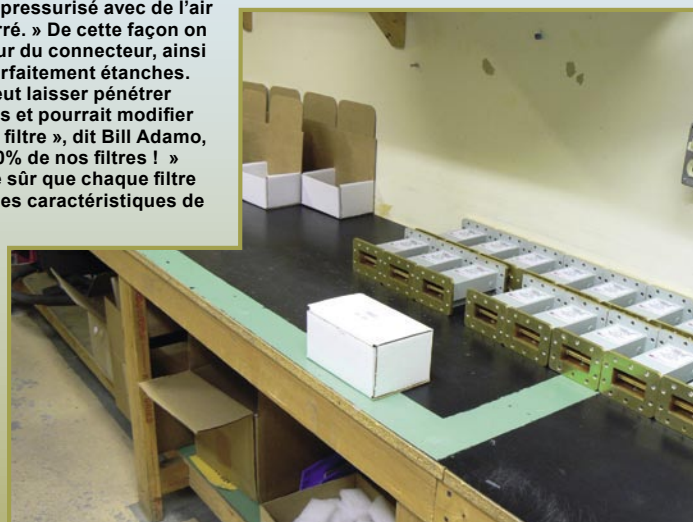 pressurisé avec de l'air
ré. » De cette façon on
ur du connecteur, ainsi
rfaitement étanches.
eut laisser pénétrer
s et pourrait modifier
filtre », dit Bill Adamo,
0% de nos filtres ! »
sûr que chaque filtre
es caractéristiques de